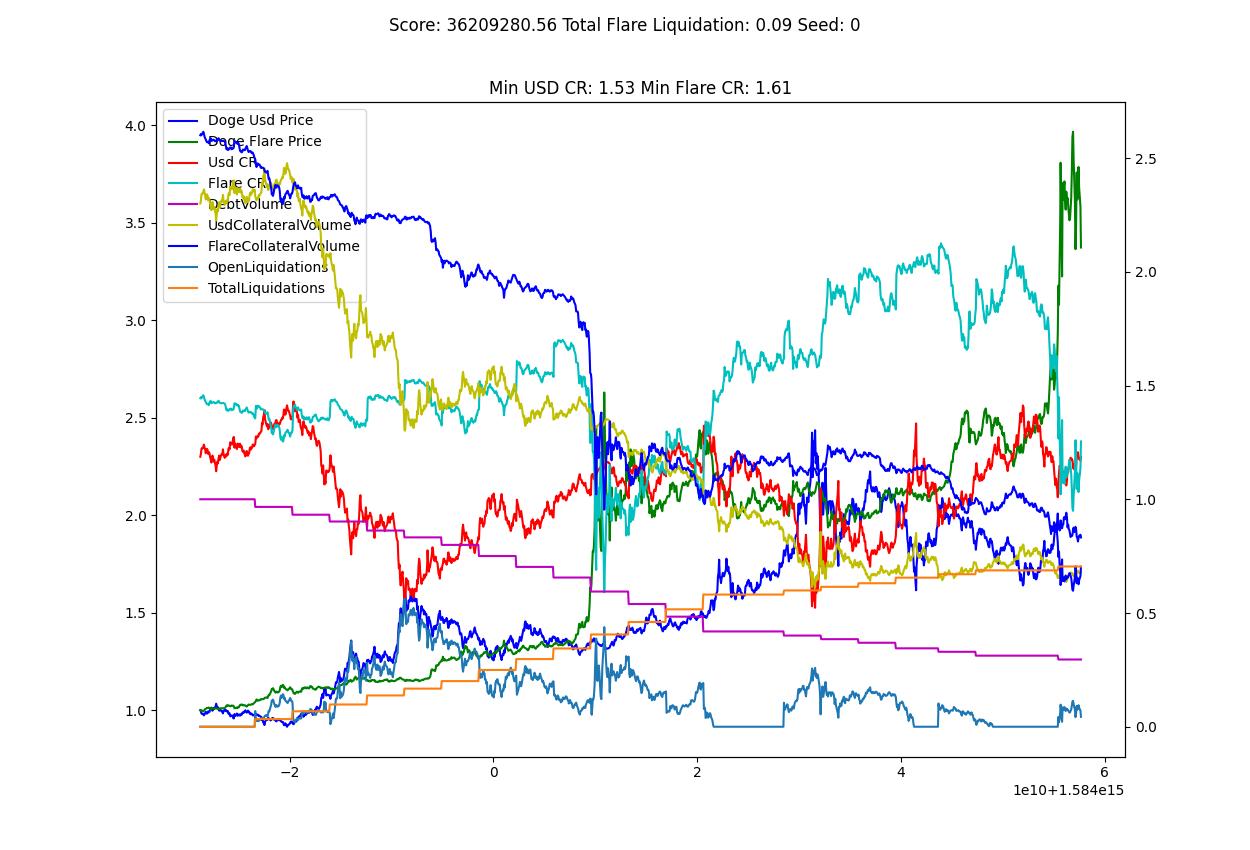 Score: 36209280.56 Total Flare Liquidation: 0.09 Seed: 0
Min USD CR: 1.53 Min Flare CR: 1.61
Doge Usd Price
Doge Flare Price
Usd CR
Flare CR
DebtVolume
UsdCollateralVolume
FlareCollateralVolume
OpenLiquidations
TotalLiquidations
4.0
3.5
3.0
2.5
2.0
1.5
1.0
2.5
2.0
1.5
1.0
0.5
0.0
−2
0
2
4
6
1e10+1.584e15